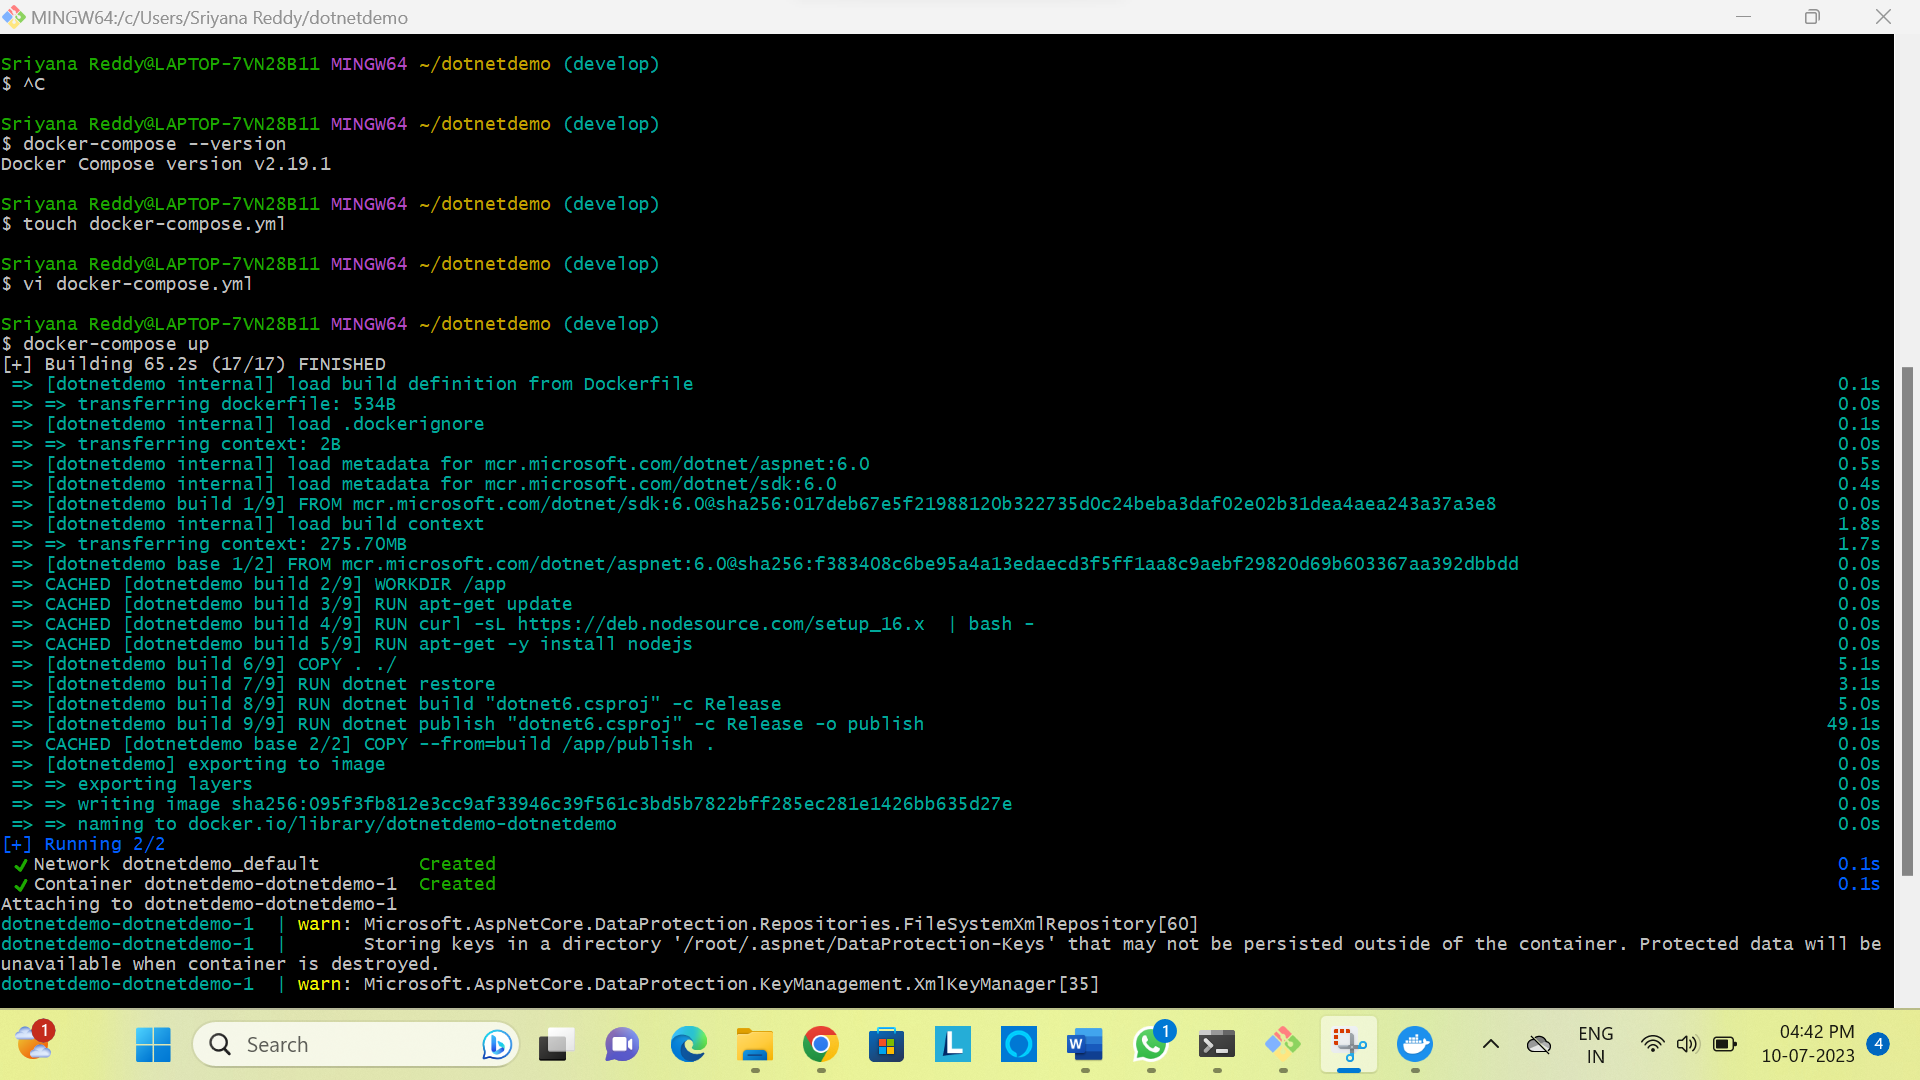 MINGW64:/c/Users/Sriyana Reddy/dotnetdemo
Sriyana Reddy@LAPTOP-7VN28B11 MINGW64 ~/dotnetdemo (develop)
$ ^C
Sriyana Reddy@LAPTOP-7VN28B11 MINGW64 ~/dotnetdemo (develop)
$ docker-compose --version
Docker Compose version v2.19.1
Sriyana Reddy@LAPTOP-7VN28B11 MINGW64 ~/dotnetdemo (develop)
$ touch docker-compose.yml
Sriyana Reddy@LAPTOP-7VN28B11 MINGW64 ~/dotnetdemo (develop)
$ vi docker-compose.yml
Sriyana Reddy@LAPTOP-7VN28B11 MINGW64 ~/dotnetdemo (develop)
$ docker-compose up
[+] Building 65.2s (17/17) FINISHED
=> [dotnetdemo internal] load build definition from Dockerfile 0.1s
=> => transferring dockerfile: 534B 0.0s
=> [dotnetdemo internal] load .dockerignore 0.1s
=> => transferring context: 2B 0.0s
=> [dotnetdemo internal] load metadata for mcr.microsoft.com/dotnet/aspnet:6.0 0.5s
=> [dotnetdemo internal] load metadata for mcr.microsoft.com/dotnet/sdk:6.0 0.4s
=> [dotnetdemo build 1/9] FROM mcr.microsoft.com/dotnet/sdk:6.0@sha256:017deb67e5f21988120b322735d0c24beba3daf02e02b31dea4aea243a37a3e8 0.0s
=> [dotnetdemo internal] load build context 1.8s
=> => transferring context: 275.70MB 1.7s
=> [dotnetdemo base 1/2] FROM mcr.microsoft.com/dotnet/aspnet:6.0@sha256:f383408c6be95a4a13edaecd3f5ff1aa8c9aebf29820d69b603367aa392dbbdd 0.0s
=> CACHED [dotnetdemo build 2/9] WORKDIR /app 0.0s
=> CACHED [dotnetdemo build 3/9] RUN apt-get update 0.0s
=> CACHED [dotnetdemo build 4/9] RUN curl -sL https://deb.nodesource.com/setup_16.x  | bash - 0.0s
=> CACHED [dotnetdemo build 5/9] RUN apt-get -y install nodejs 0.0s
=> [dotnetdemo build 6/9] COPY . ./ 5.1s
=> [dotnetdemo build 7/9] RUN dotnet restore 3.1s
=> [dotnetdemo build 8/9] RUN dotnet build "dotnet6.csproj" -c Release 5.0s
=> [dotnetdemo build 9/9] RUN dotnet publish "dotnet6.csproj" -c Release -o publish 49.1s
=> CACHED [dotnetdemo base 2/2] COPY --from=build /app/publish . 0.0s
=> [dotnetdemo] exporting to image 0.0s
=> => exporting layers 0.0s
=> => writing image sha256:095f3fb812e3cc9af33946c39f561c3bd5b7822bff285ec281e1426bb635d27e 0.0s
=> => naming to docker.io/library/dotnetdemo-dotnetdemo 0.0s
[+] Running 2/2
✔ Network dotnetdemo_default Created 0.1s
✔ Container dotnetdemo-dotnetdemo-1 Created 0.1s
Attaching to dotnetdemo-dotnetdemo-1
dotnetdemo-dotnetdemo-1 | warn: Microsoft.AspNetCore.DataProtection.Repositories.FileSystemXmlRepository[60]
dotnetdemo-dotnetdemo-1 | Storing keys in a directory '/root/.aspnet/DataProtection-Keys' that may not be persisted outside of the container. Protected data will be
unavailable when container is destroyed.
dotnetdemo-dotnetdemo-1 | warn: Microsoft.AspNetCore.DataProtection.KeyManagement.XmlKeyManager[35]
1
Search
L
W
1
ENG
IN
04:42 PM
10-07-2023
4